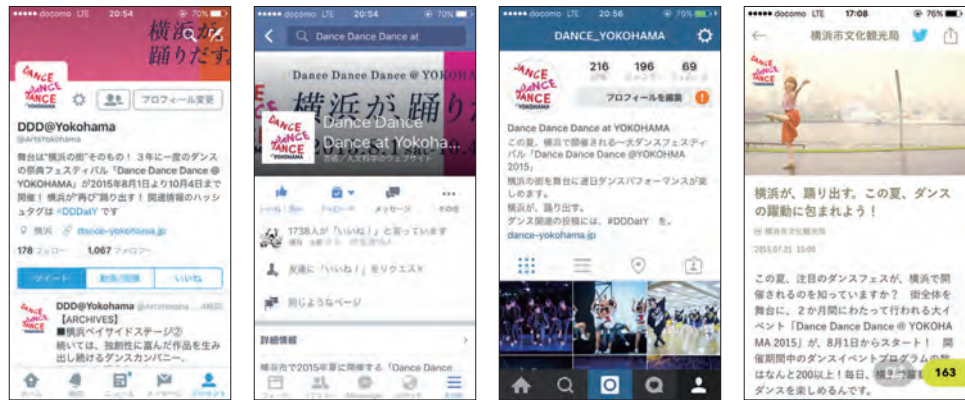 ●●●●● docomo LTE 20:54 70%
横浜が
踊りだす。
DANCE
DANCE
DANCE
YOKOHAMA
プロフィール変更
DDD@Yokohama
@ArtsYokohama
舞台は"横浜の街"そのもの！ 3年に一度のダンス
の祭典フェスティバル「Dance Dance Dance @
YOKOHAMA」が2015年8月1日より10月4日まで
開催！ 横浜が"再び"踊り出す！ 関連情報のハッシ
ュタグは #DDDatY です
横浜 dance-yokohama.jp
178 フォロー 1,067 フォロワー
ツイート いいね
DDD@Yokohama
【ARCHIVES】
■横浜ベイサイドステージ②
続いては、独創性に富んだ作品を生み
出し続けるダンスカンパニー、
docomo LTE 20:54 70%
Dance Dance Dance at
Dance Dance Dance @ YOKOHA
横浜が踊り
DANCE
DANCE
DANCE
YOKOHAMA
Dance Dance
Dance at Yokoha...
メッセージ その他
1738人が「いいね！」と言っています
友達に「いいね！」をリクエスト
同じようなページ
詳細情報
横浜市で2015年夏に開催する「Dance Dance
●●●●● docomo LTE 20:56
DANCE_YOKOHAMA
DANCE
DANCE
DANCE
YOKOHAMA
216 196 69
プロフィールを編集
Dance Dance Dance at YOKOHAMA
この夏、横浜で開催される一大ダンスフェスティ
バル「Dance Dance Dance @YOKOHMA
2015」
横浜の街を舞台に連日ダンスパフォーマンスが楽
しめます。
横浜が、踊り出す。
ダンス関連の投稿には、#DDDatY を。
dance-yokohama.jp
●●●●● docomo LTE 17:08 76%
横浜市文化観光局
DANCE
DANCE
DANCE
YOKOHAMA
横浜が、踊り出す。この夏、ダンス
の躍動に包まれよう！
横浜市文化観光局
2015.07.31 15:00
この夏、注目のダンスフェスが、横浜で開
催されるのを知っていますか？ 街全体を
舞台に、2か月間にわたって行われる大イ
ベント「Dance Dance Dance @ YOKOHA
MA 2015」が、8月1日からスタート！ 開
催期間中のダンスイベントプログラムの数
はなんと200以上！毎日、横浜で
163
ダンスを楽しめるんです。